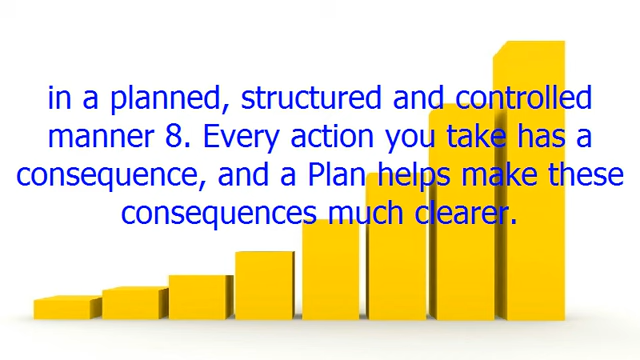 in a planned, structured and controlled
manner 8. Every action you take has a
consequence, and a Plan helps make these
consequences much clearer.